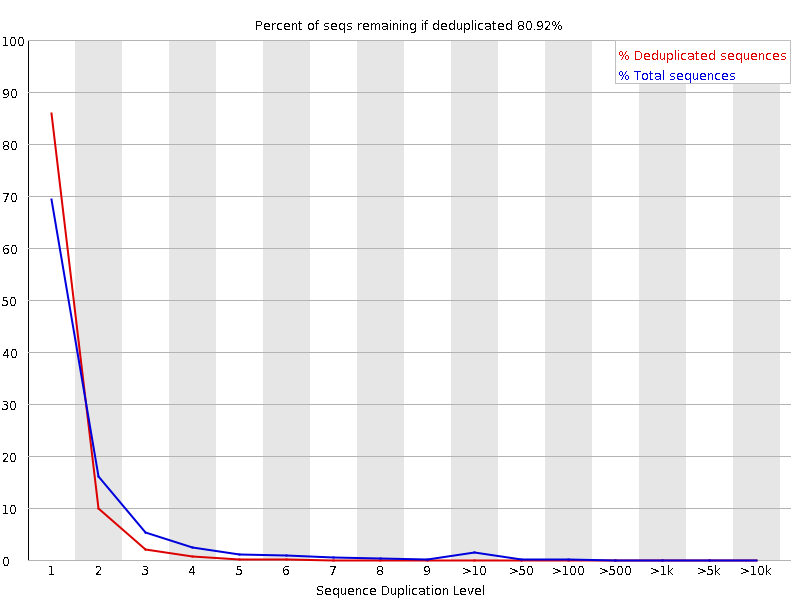 Percent of seqs remaining if deduplicated 80.92%
% Deduplicated sequences
% Total sequences
100
90
80
70
60
50
40
30
20
10
0
1 2 3 4 5 6 7 8 9 >10 >50 >100 >500 >1k >5k >10k
Sequence Duplication Level